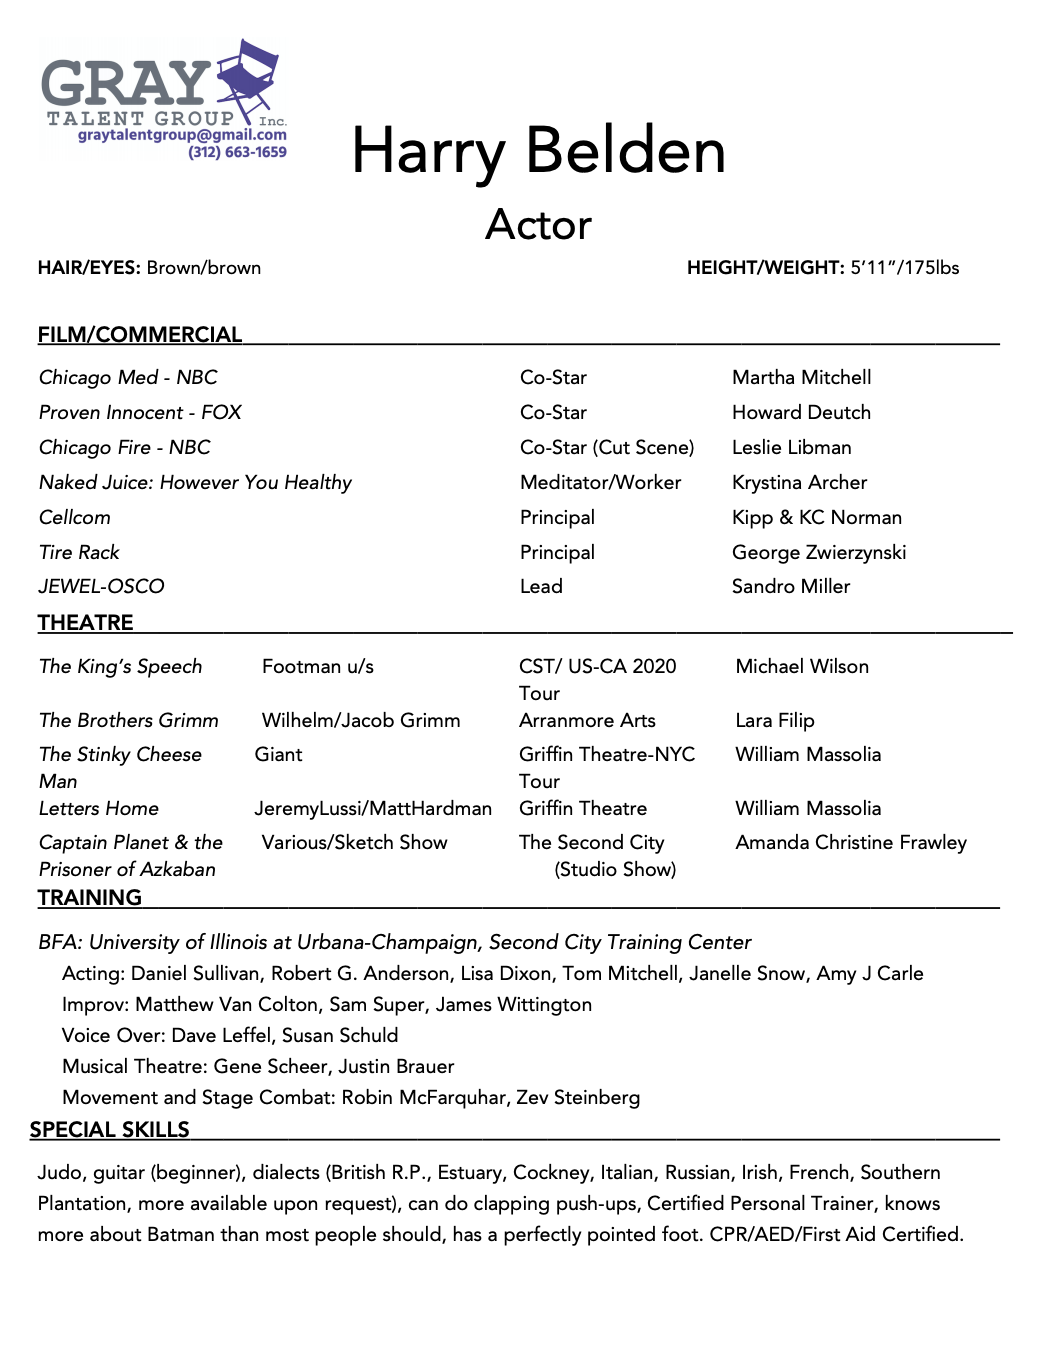 GRAY
TALENT GROUP Inc.
graytalentgroup@gmail.com
(312) 663-1659
Harry Belden
Actor
HAIR/EYES: Brown/brown HEIGHT/WEIGHT: 5’11”/175lbs
FILM/COMMERCIAL
Chicago Med - NBC Co-Star Martha Mitchell
Proven Innocent - FOX Co-Star Howard Deutch
Chicago Fire - NBC Co-Star (Cut Scene) Leslie Libman
Naked Juice: However You Healthy Meditator/Worker Krystina Archer
Cellcom Principal Kipp & KC Norman
Tire Rack Principal George Zwierzynski
JEWEL-OSCO Lead Sandro Miller
THEATRE
The King’s Speech Footman u/s CST/ US-CA 2020 Michael Wilson
Tour
The Brothers Grimm Wilhelm/Jacob Grimm Arranmore Arts Lara Filip
The Stinky Cheese Giant Griffin Theatre-NYC William Massolia
Man Tour
Letters Home JeremyLussi/MattHardman Griffin Theatre William Massolia
Captain Planet & the Various/Sketch Show The Second City Amanda Christine Frawley
Prisoner of Azkaban (Studio Show)
TRAINING
BFA: University of Illinois at Urbana-Champaign, Second City Training Center
Acting: Daniel Sullivan, Robert G. Anderson, Lisa Dixon, Tom Mitchell, Janelle Snow, Amy J Carle
Improv: Matthew Van Colton, Sam Super, James Wittington
Voice Over: Dave Leffel, Susan Schuld
Musical Theatre: Gene Scheer, Justin Brauer
Movement and Stage Combat: Robin McFarquhar, Zev Steinberg
SPECIAL SKILLS
Judo, guitar (beginner), dialects (British R.P., Estuary, Cockney, Italian, Russian, Irish, French, Southern
Plantation, more available upon request), can do clapping push-ups, Certified Personal Trainer, knows
more about Batman than most people should, has a perfectly pointed foot. CPR/AED/First Aid Certified.